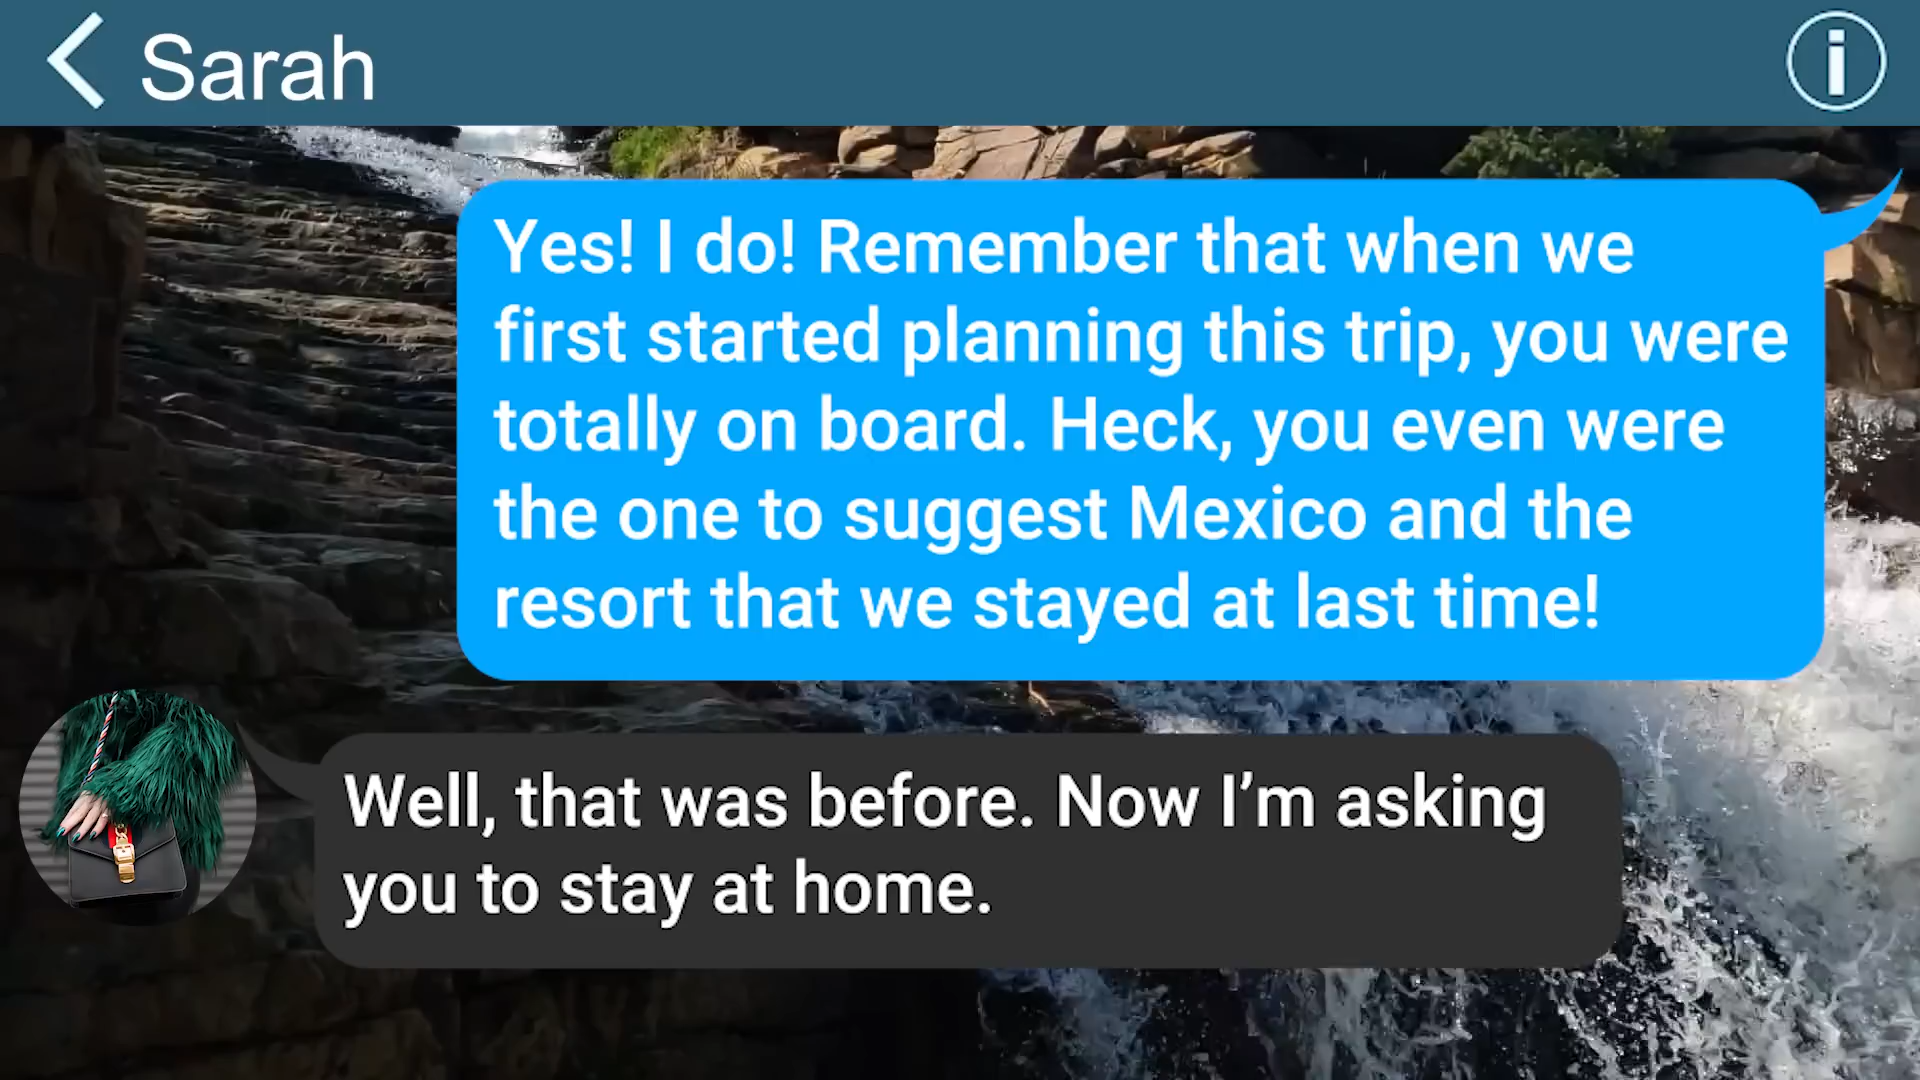 Sarah
Yes! I do! Remember that when we
first started planning this trip, you were
totally on board. Heck, you even were
the one to suggest Mexico and the
resort that we stayed at last time!
Well, that was before. Now I’m asking
you to stay at home.